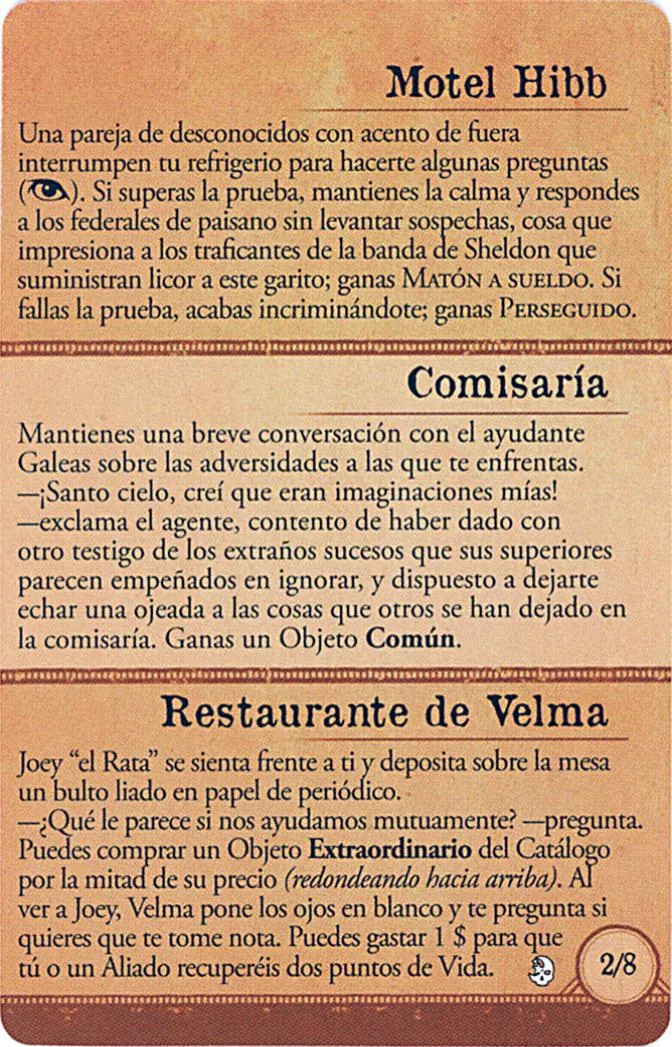 Motel Hibb
Una pareja de desconocidos con acento de fuera
interrumpen tu refrigerio para hacerte algunas preguntas
(). Si superas la prueba, mantienes la calma y respondes
a los federales de paisano sin levantar sospechas, cosa que
impresiona a los traficantes de la banda de Sheldon que
suministran licor a este garito; ganas MATÓN A SUELDO. Si
fallas la prueba, acabas incriminándote; ganas PERSEGUIDO.
Comisaría
Mantienes una breve conversación con el ayudante
Galeas sobre las adversidades a las que te enfrentas.
—¡Santo cielo, creí que eran imaginaciones mías!
—exclama el agente, contento de haber dado con
otro testigo de los extraños sucesos que sus superiores
parecen empeñados en ignorar, y dispuesto a dejarte
echar una ojeada a las cosas que otros se han dejado en
la comisaría. Ganas un Objeto Común.
Restaurante de Velma
Joey “el Rata” se sienta frente a ti y deposita sobre la mesa
un bulto liado en papel de periódico.
—¿Qué le parece si nos ayudamos mutuamente? —pregunta.
Puedes comprar un Objeto Extraordinario del Catálogo
por la mitad de su precio (redondeando hacia arriba). Al
ver a Joey, Velma pone los ojos en blanco y te pregunta si
quieres que te tome nota. Puedes gastar 1 $ para que
tú o un Aliado recuperéis dos puntos de Vida.
2/8